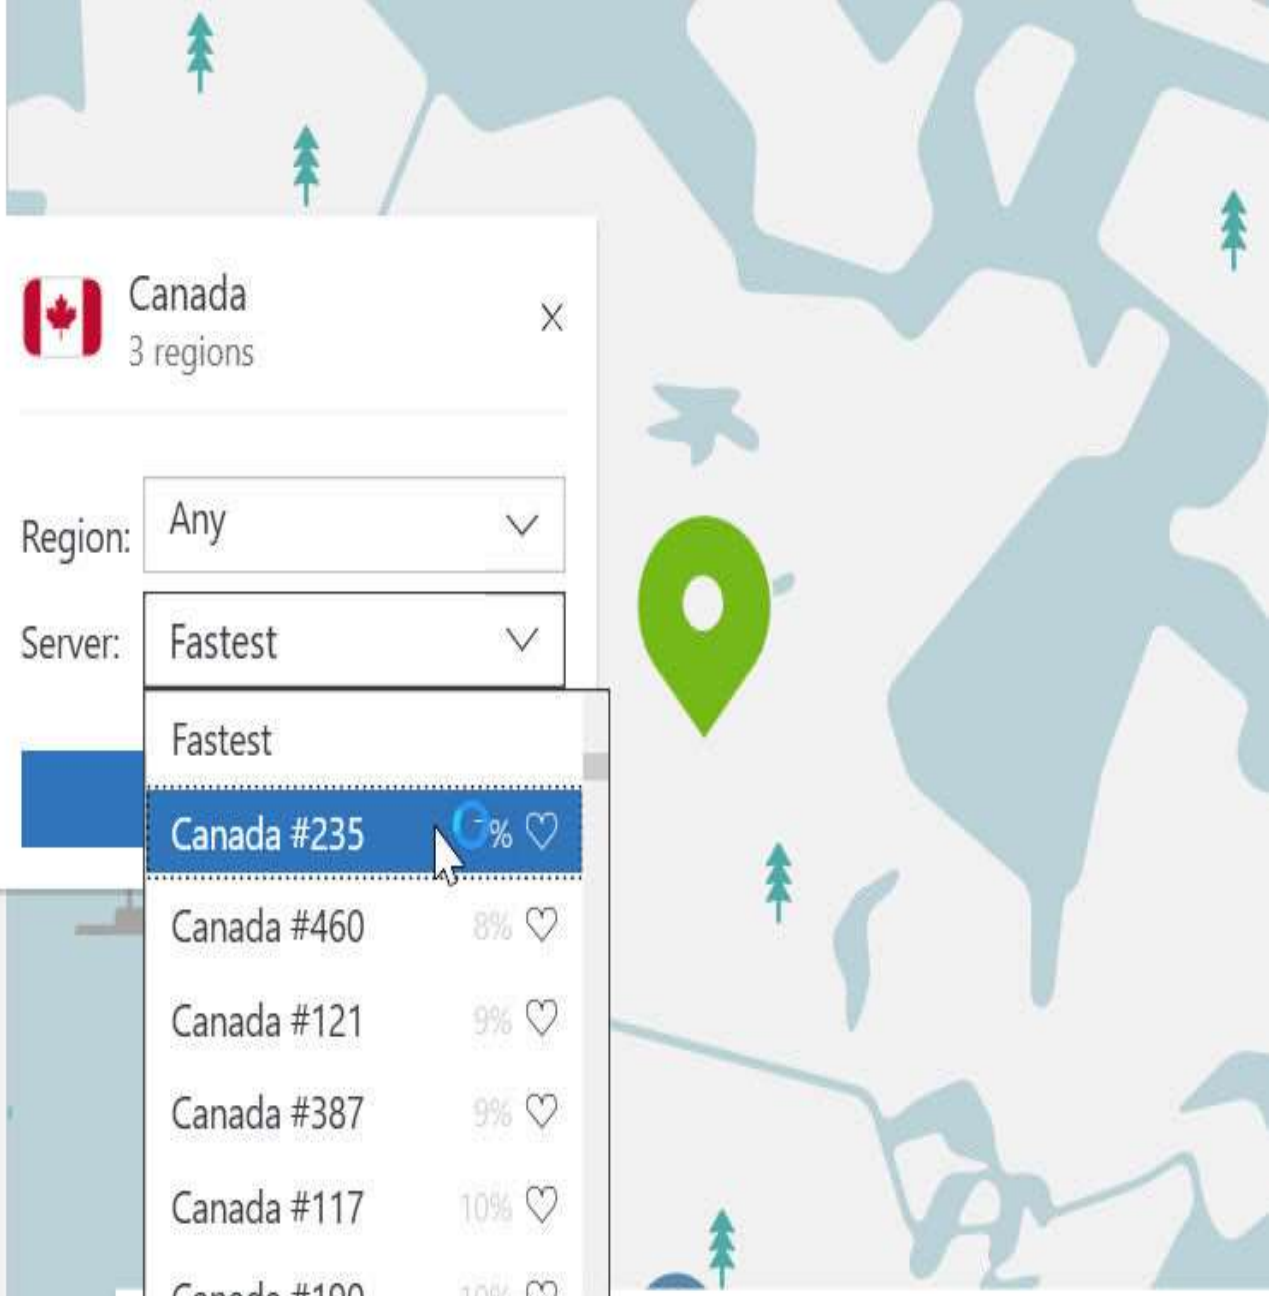 Canada
3 regions
X
Region: Any
Server: Fastest
Fastest
Canada #235 %
Canada #460 8%
Canada #121 9%
Canada #387 9%
Canada #117 10%